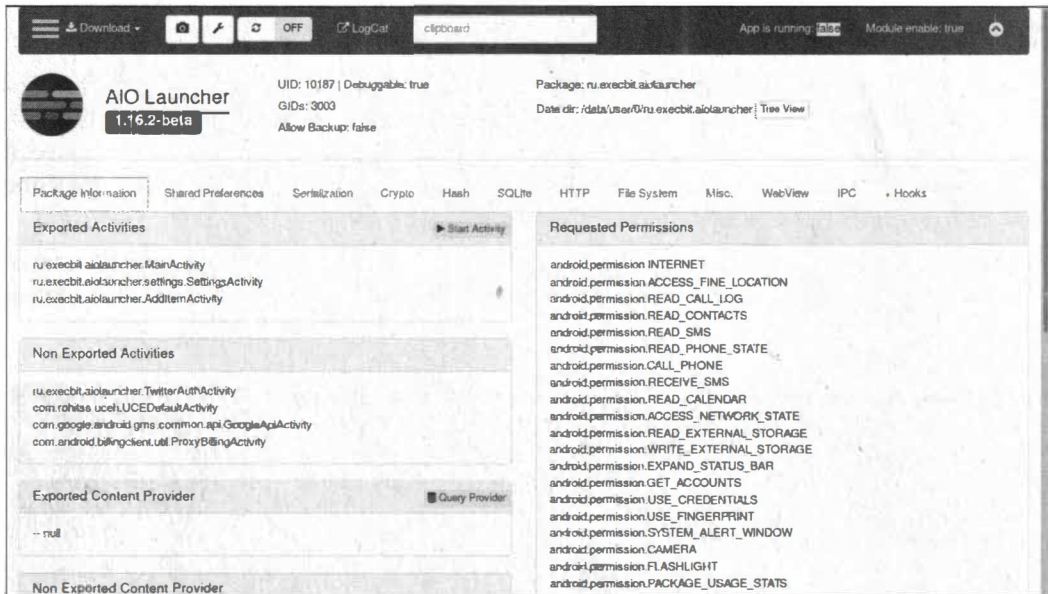 Download
OFF
LogCat
clipboard
App is running: false
Module enable: true
AIO Launcher
1.16.2-beta
UID: 10187 | Debuggable: true
GIDs: 3003
Allow Backup: false
Package: ru.execbit.aiolauncher
Data dir: /data/user/0/ru.execbit.aiolauncher
Tree View
Package Information
Shared Preferences
Serialization
Crypto
Hash
SQLite
HTTP
File System
Misc.
WebView
IPC
+ Hooks
Exported Activities
Start Activity
ru.execbit.aiolauncher.MainActivity
ru.execbit.aiolauncher.settings.SettingsActivity
ru.execbit.aiolauncher.AddItemActivity
Non Exported Activities
ru.execbit.aiolauncher.TwitterAuthActivity
com.rohitss.uceh.UCEDefaultActivity
com.google.android.gms.common.api.GoogleApiActivity
com.android.billingclient.util.ProxyBillingActivity
Exported Content Provider
Query Provider
-- null
Non Exported Content Provider
Requested Permissions
android.permission.INTERNET
android.permission.ACCESS_FINE_LOCATION
android.permission.READ_CALL_LOG
android.permission.READ_CONTACTS
android.permission.READ_SMS
android.permission.READ_PHONE_STATE
android.permission.CALL_PHONE
android.permission.RECEIVE_SMS
android.permission.READ_CALENDAR
android.permission.ACCESS_NETWORK_STATE
android.permission.READ_EXTERNAL_STORAGE
android.permission.WRITE_EXTERNAL_STORAGE
android.permission.EXPAND_STATUS_BAR
android.permission.GET_ACCOUNTS
android.permission.USE_CREDENTIALS
android.permission.USE_FINGERPRINT
android.permission.SYSTEM_ALERT_WINDOW
android.permission.CAMERA
android.permission.FLASHLIGHT
android.permission.PACKAGE_USAGE_STATS